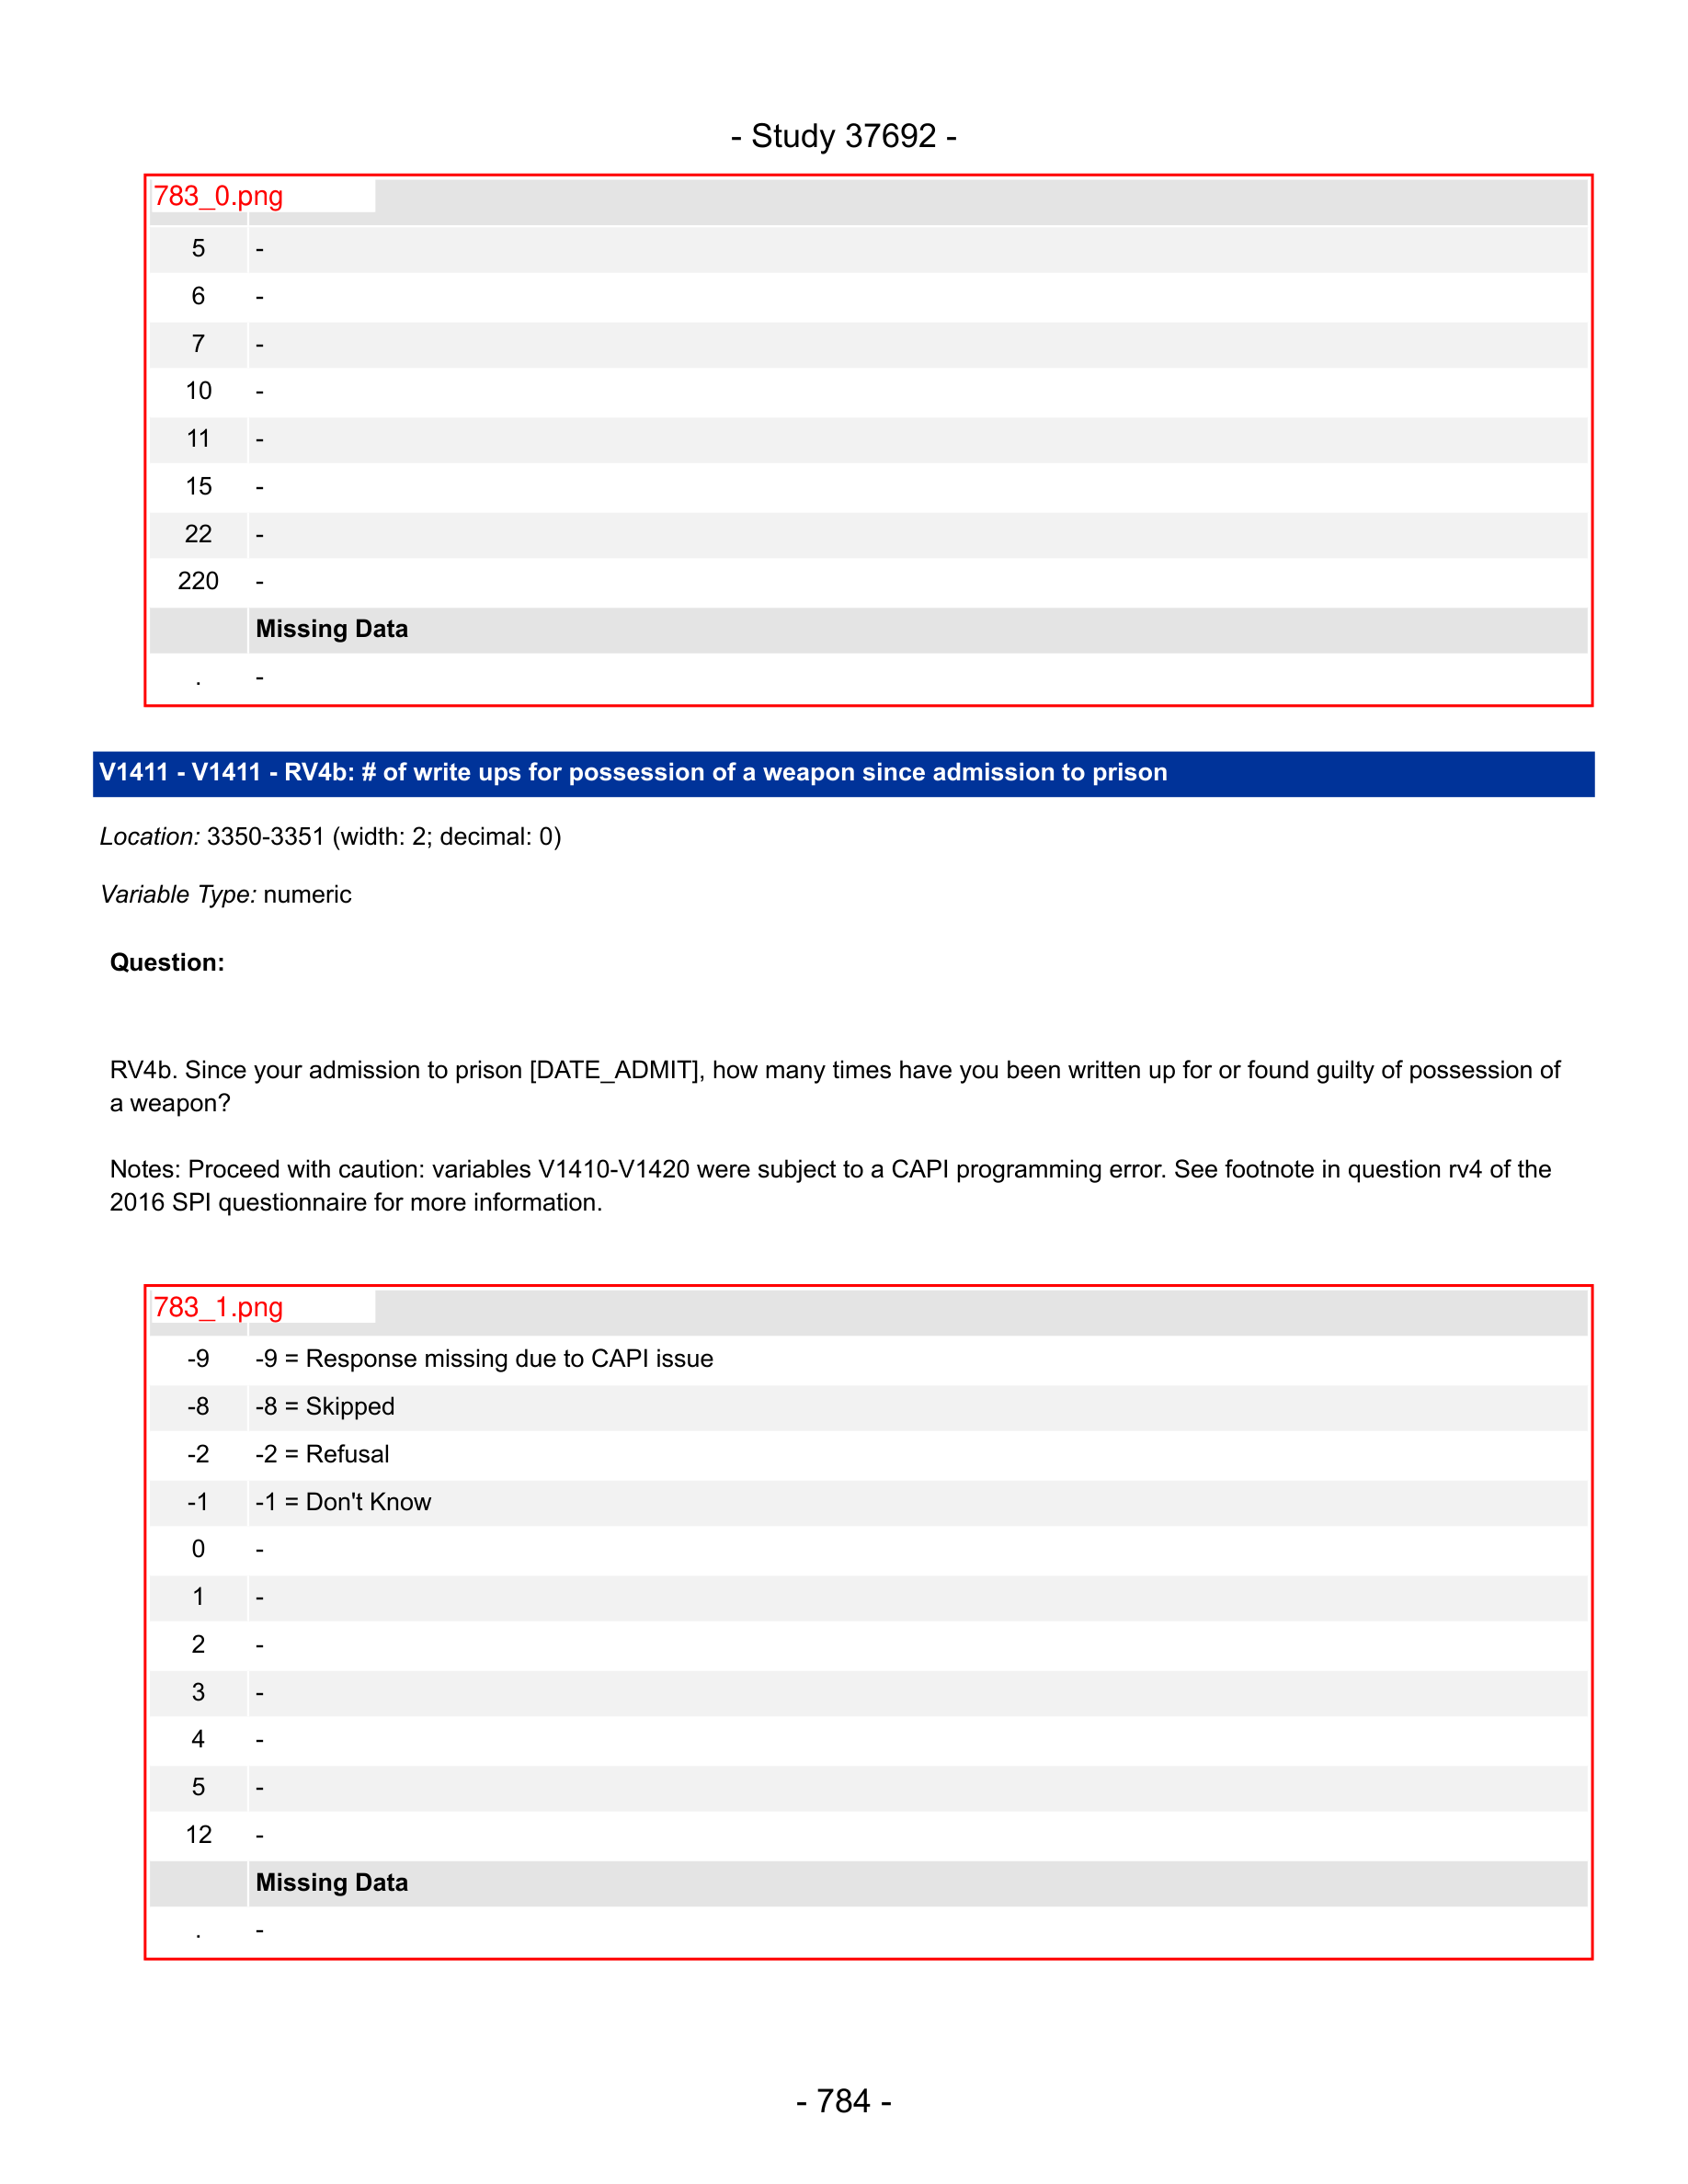 - Study 37692 -
783_0.png
5 -
6 -
7 -
10 -
11 -
15 -
22 -
220 -
Missing Data
. -
V1411 - V1411 - RV4b: # of write ups for possession of a weapon since admission to prison
Location: 3350-3351 (width: 2; decimal: 0)
Variable Type: numeric
Question:
RV4b. Since your admission to prison [DATE_ADMIT], how many times have you been written up for or found guilty of possession of
a weapon?
Notes: Proceed with caution: variables V1410-V1420 were subject to a CAPI programming error. See footnote in question rv4 of the
2016 SPI questionnaire for more information.
783_1.png
-9 -9 = Response missing due to CAPI issue
-8 -8 = Skipped
-2 -2 = Refusal
-1 -1 = Don't Know
0 -
1 -
2 -
3 -
4 -
5 -
12 -
Missing Data
. -
- 784 -